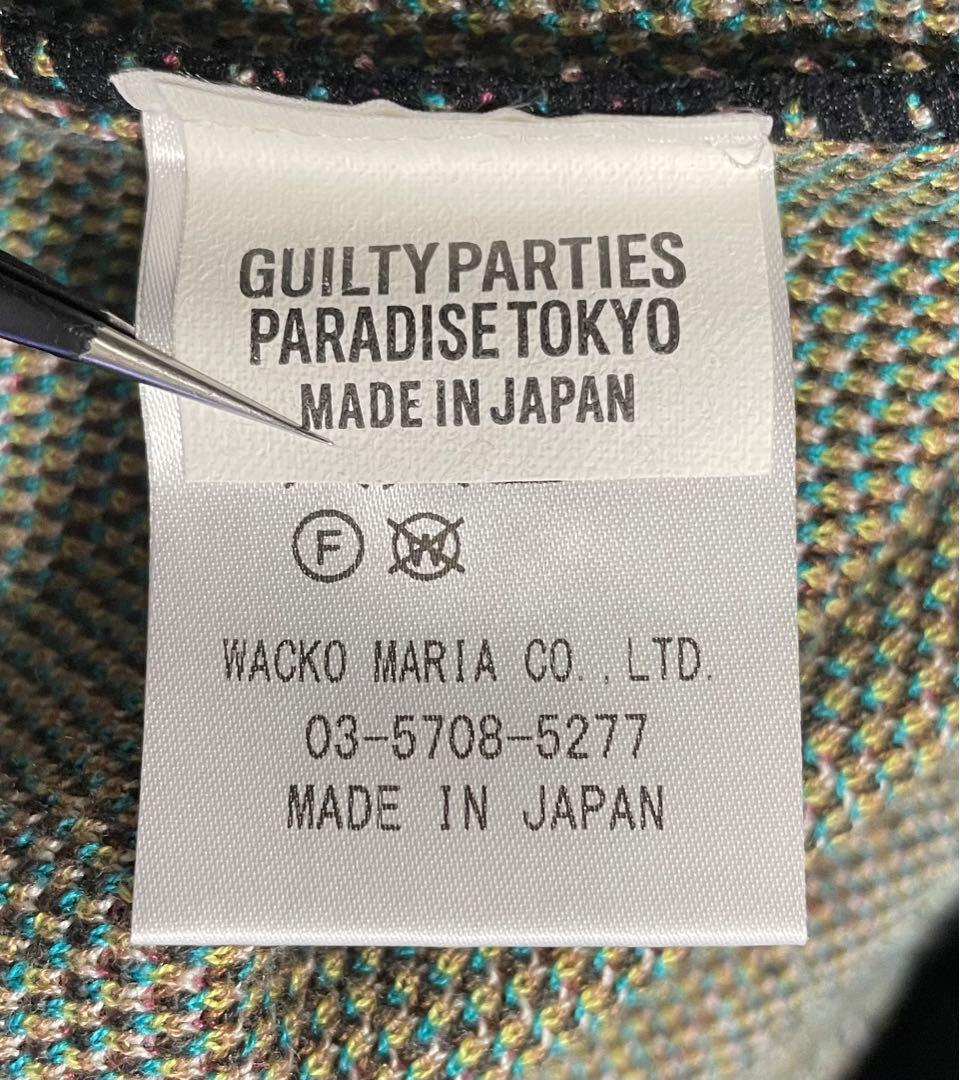 GUILTY PARTIES
PARADISE TOKYO
MADE IN JAPAN
F W
WACKO MARIA CO.,LTD.
03-5708-5277
MADE IN JAPAN